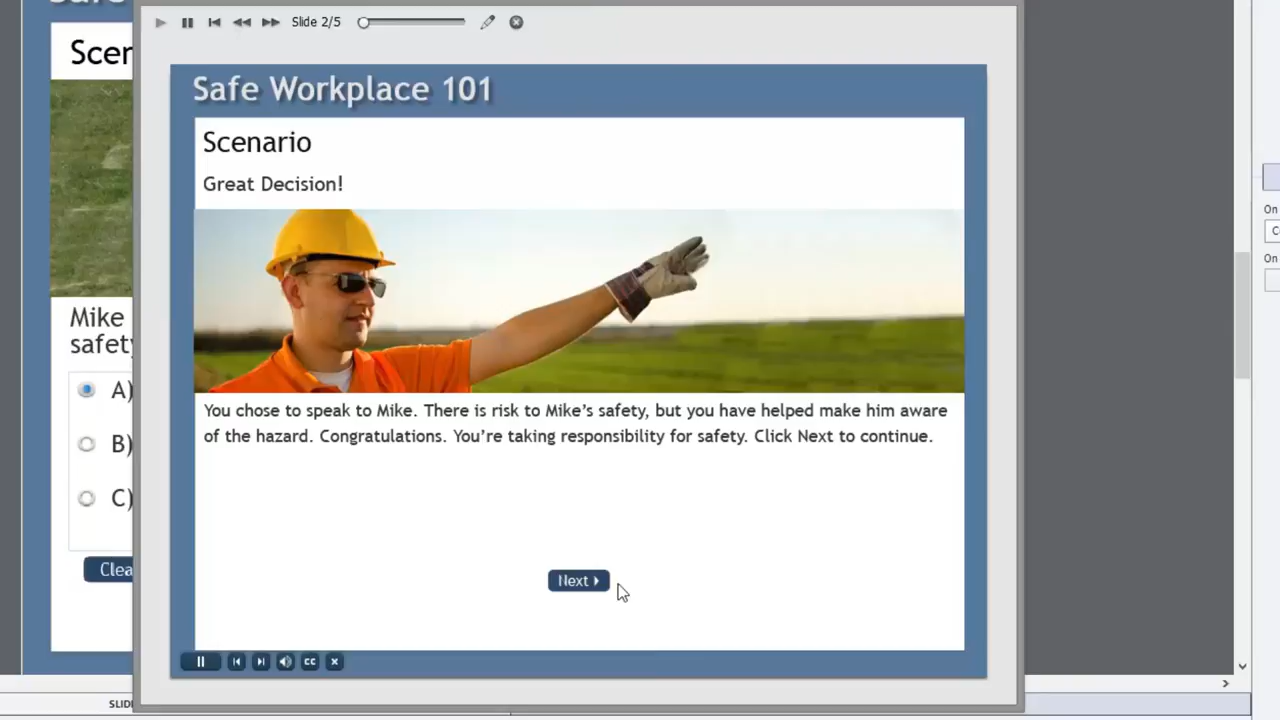 Slide 2/5
Safe Workplace 101
Scenario
Great Decision!
You chose to speak to Mike. There is risk to Mike's safety, but you have helped make him aware
of the hazard. Congratulations. You're taking responsibility for safety. Click Next to continue.
Next
CC
Scen
Mike
safety
A)
B)
C)
Clea
SLID
On
C
On